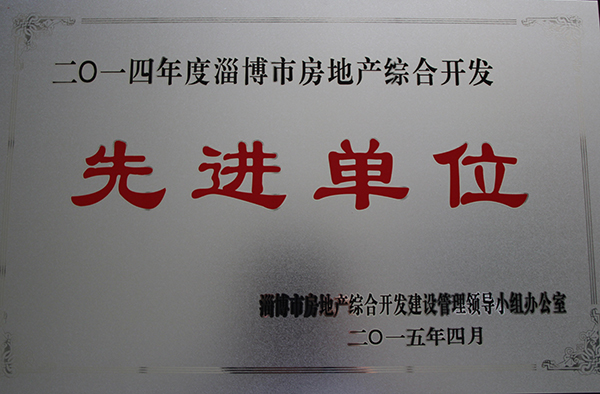 二〇一四年度淄博市房地产综合开发
先进单位
淄博市房地产综合开发建设管理领导小组办公室
二〇一五年四月